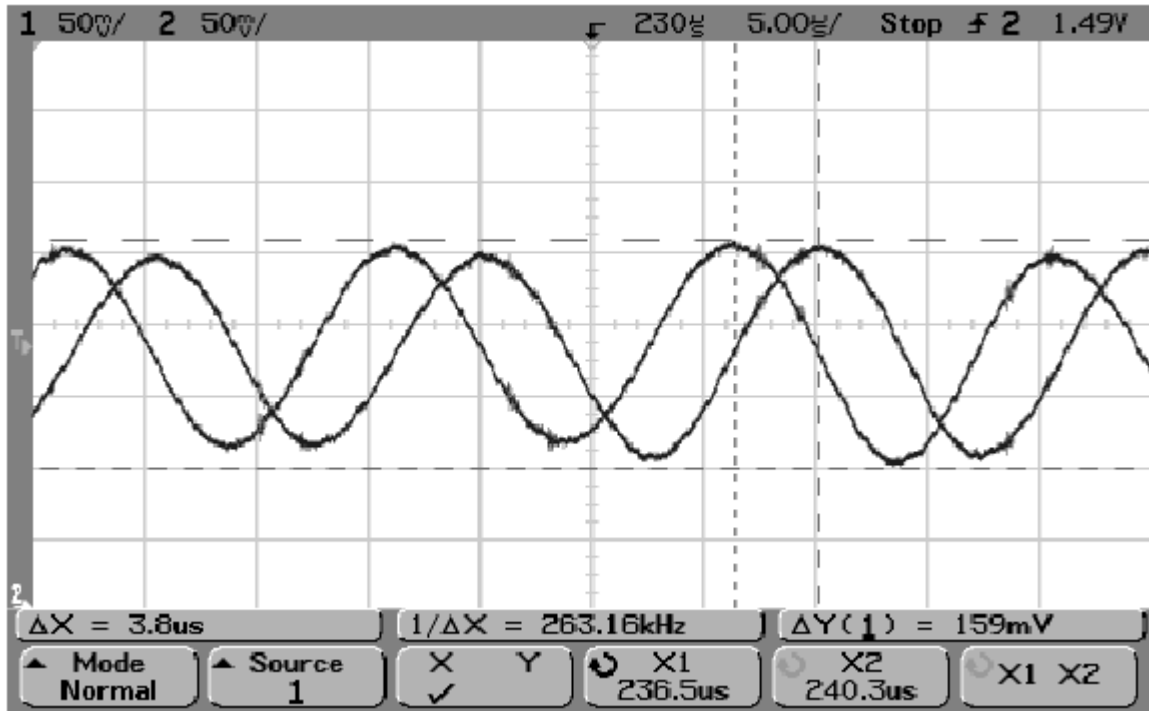 1 50mV/ 2 50mV/ 230us 5.00us/ Stop 2 1.49V
T
2
ΔX = 3.8us 1/ΔX = 263.16kHz ΔY(1) = 159mV
Mode Source X Y X1 X2 X1 X2
Normal 1 ✓ 236.5us 240.3us